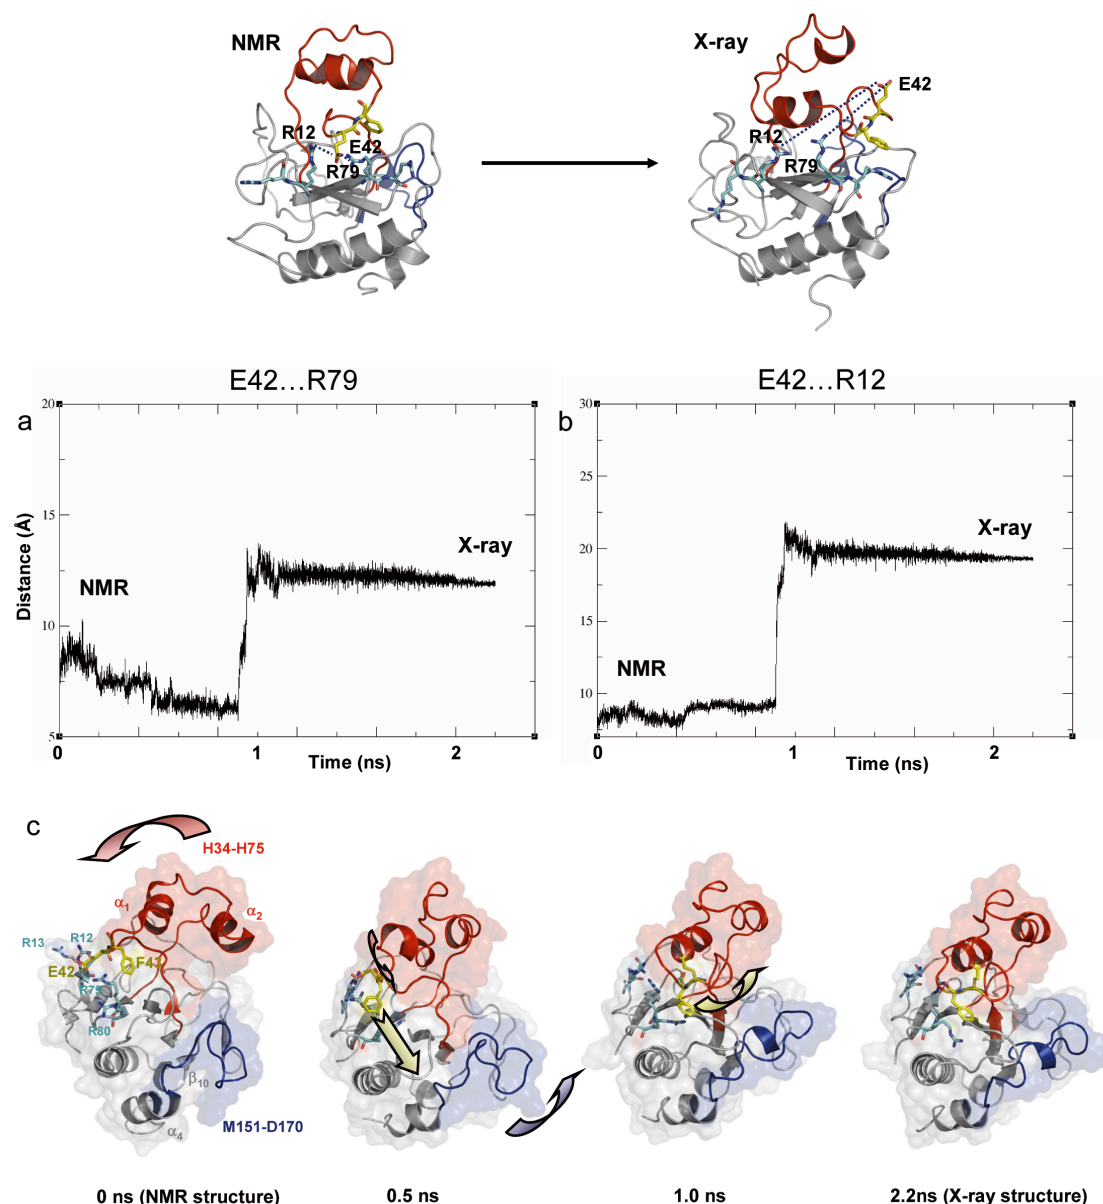 NMR
X-ray
R12
E42
R79
E42
R12
R79
E42…R79
E42…R12
a
b
20
15
10
5
30
25
20
15
10
Distance (Å)
NMR
X-ray
NMR
X-ray
0
1
2
0
1
2
Time (ns)
Time (ns)
c
H34-H75
α1
α2
R13
R12
E42
F43
R79
R80
β10
M151-D170
α4
0 ns (NMR structure)
0.5 ns
1.0 ns
2.2ns (X-ray structure)